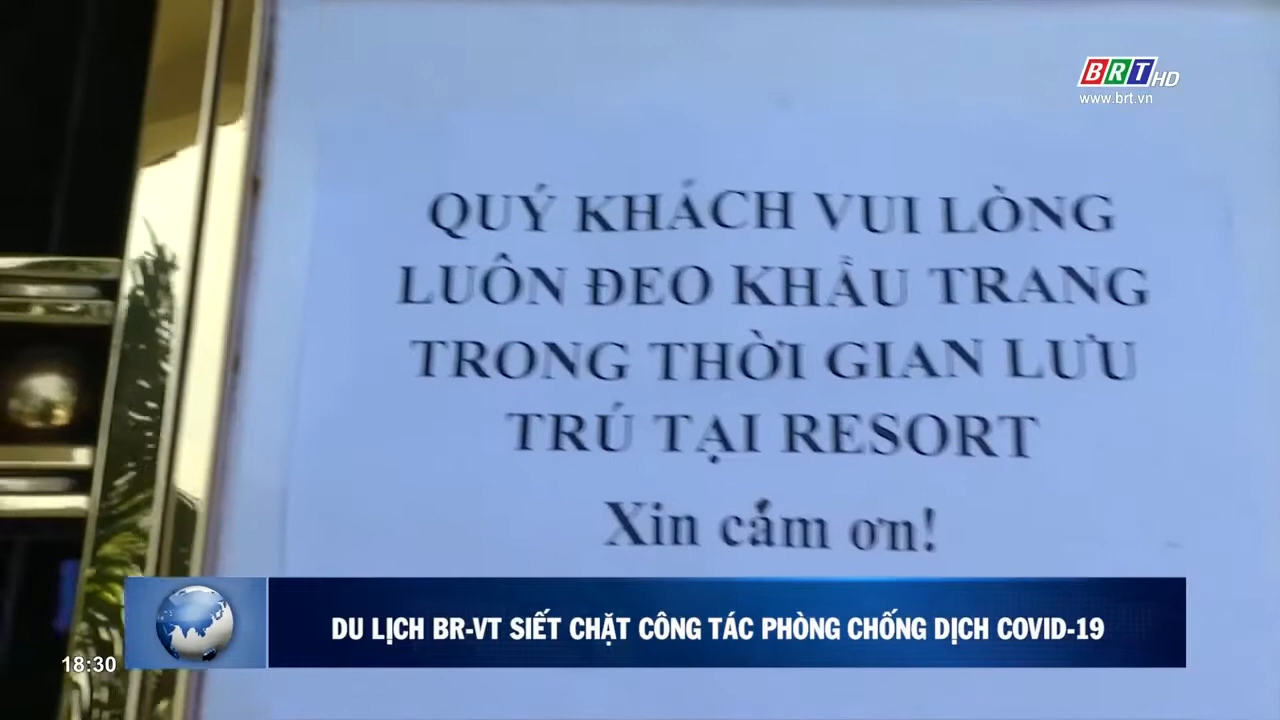 BRT HD
www.brt.vn
QUÝ KHÁCH VUI LÒNG
LUÔN ĐEO KHẨU TRANG
TRONG THỜI GIAN LƯU
TRÚ TẠI RESORT
Xin cảm ơn!
DU LỊCH BR-VT SIẾT CHẶT CÔNG TÁC PHÒNG CHỐNG DỊCH COVID-19
18:30